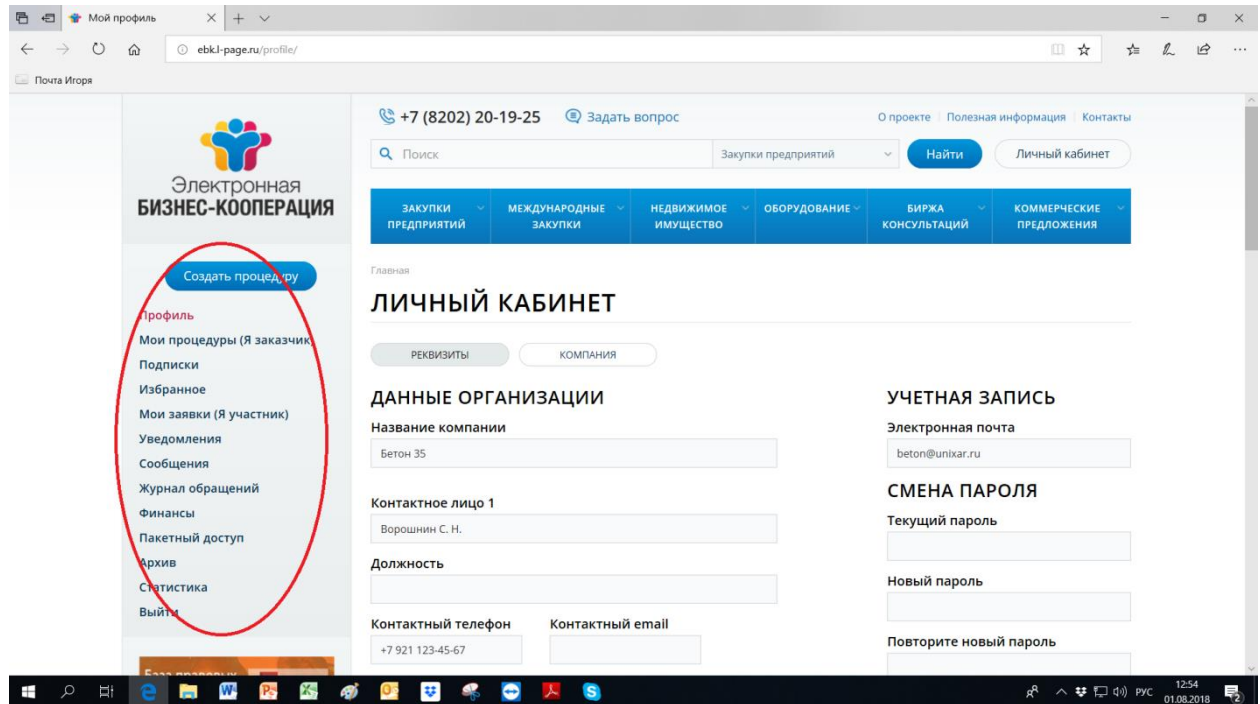 Мой профиль
ebk.l-page.ru/profile/
Почта Игоря
Электронная
БИЗНЕС-КООПЕРАЦИЯ
+7 (8202) 20-19-25 Задать вопрос
О проекте Полезная информация Контакты
Поиск Закупки предприятий Найти Личный кабинет
ЗАКУПКИ ПРЕДПРИЯТИЙ
МЕЖДУНАРОДНЫЕ ЗАКУПКИ
НЕДВИЖИМОЕ ИМУЩЕСТВО
ОБОРУДОВАНИЕ
БИРЖА КОНСУЛЬТАЦИЙ
КОММЕРЧЕСКИЕ ПРЕДЛОЖЕНИЯ
Создать процедуру
Профиль
Мои процедуры (Я заказчик)
Подписки
Избранное
Мои заявки (Я участник)
Уведомления
Сообщения
Журнал обращений
Финансы
Пакетный доступ
Архив
Статистика
Выйти
База правовых
Главная
ЛИЧНЫЙ КАБИНЕТ
РЕКВИЗИТЫ КОМПАНИЯ
ДАННЫЕ ОРГАНИЗАЦИИ
Название компании
Бетон 35
Контактное лицо 1
Ворошнин С. Н.
Должность
Контактный телефон Контактный email
+7 921 123-45-67
УЧЕТНАЯ ЗАПИСЬ
Электронная почта
beton@unixar.ru
СМЕНА ПАРОЛЯ
Текущий пароль
Новый пароль
Повторите новый пароль
РУС
12:54
01.08.2018